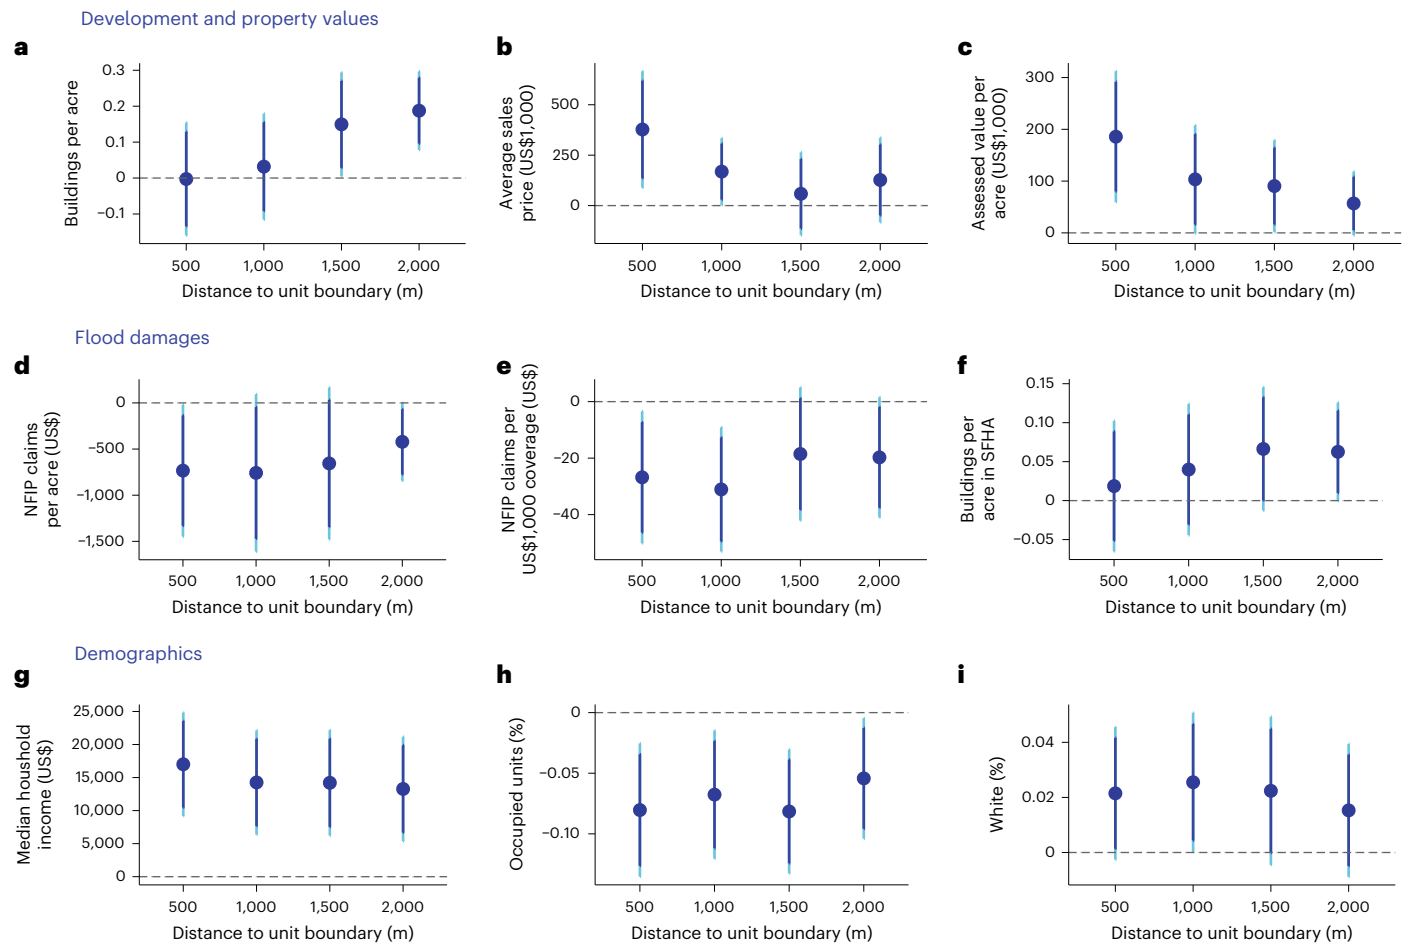 Development and property values
a
Buildings per acre
0.3
0.2
0.1
0
−0.1
500 1,000 1,500 2,000
Distance to unit boundary (m)
b
Average sales
price (US$1,000)
500
250
0
500 1,000 1,500 2,000
Distance to unit boundary (m)
c
Assessed value per
acre (US$1,000)
300
200
100
0
500 1,000 1,500 2,000
Distance to unit boundary (m)
Flood damages
d
NFIP claims
per acre (US$)
0
−500
−1,000
−1,500
500 1,000 1,500 2,000
Distance to unit boundary (m)
e
NFIP claims per
US$1,000 coverage (US$)
0
−20
−40
500 1,000 1,500 2,000
Distance to unit boundary (m)
f
Buildings per
acre in SFHA
0.15
0.10
0.05
0
−0.05
500 1,000 1,500 2,000
Distance to unit boundary (m)
Demographics
g
Median houshold
income (US$)
25,000
20,000
15,000
10,000
5,000
0
500 1,000 1,500 2,000
Distance to unit boundary (m)
h
Occupied units (%)
0
−0.05
−0.10
500 1,000 1,500 2,000
Distance to unit boundary (m)
i
White (%)
0.04
0.02
0
500 1,000 1,500 2,000
Distance to unit boundary (m)